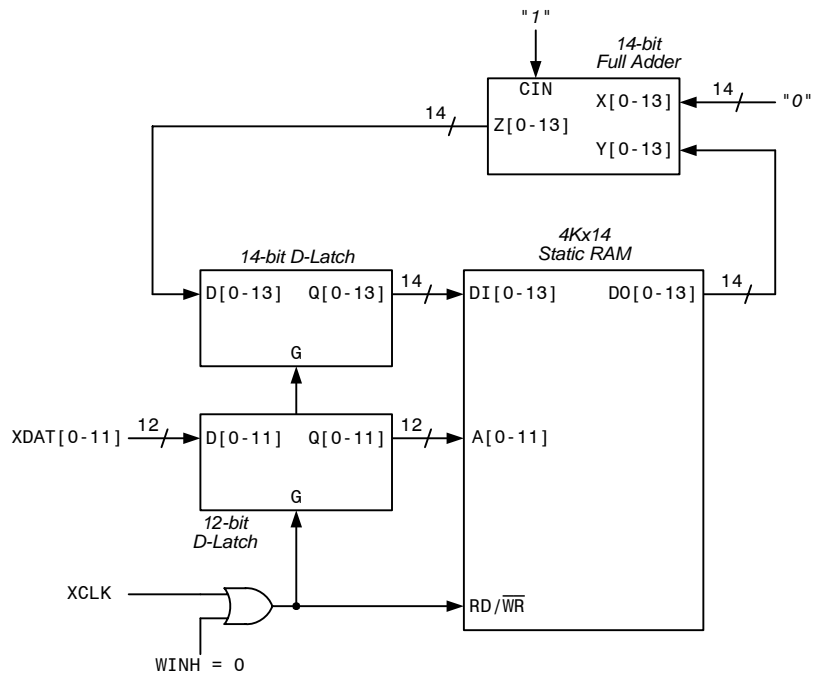 "1"
14-bit
Full Adder
CIN
X[0-13]
14
"0"
14
Z[0-13]
Y[0-13]
4Kx14
Static RAM
14-bit D-Latch
D[0-13]
Q[0-13]
14
DI[0-13]
DO[0-13]
14
G
XDAT[0-11]
12
D[0-11]
Q[0-11]
12
A[0-11]
G
12-bit
D-Latch
XCLK
RD/W̅R̅
WINH = 0